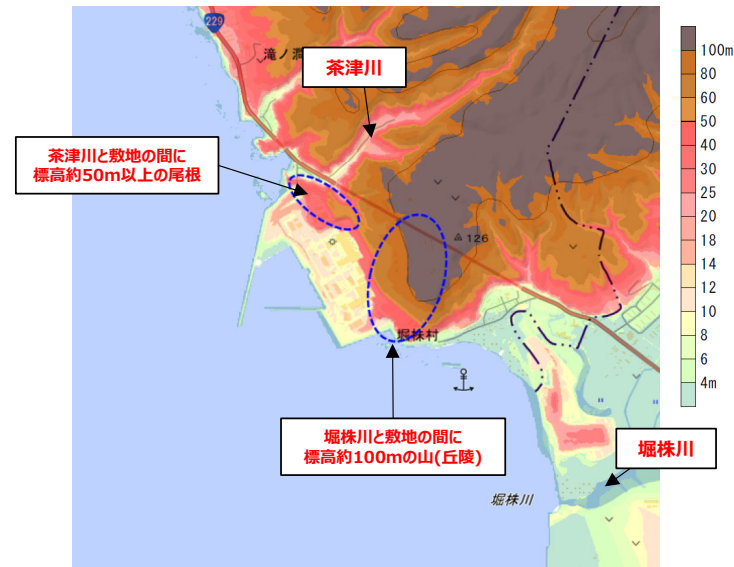 229
滝ノ澗
茶津川
茶津川と敷地の間に
標高約50m以上の尾根
126
堀株村
堀株川と敷地の間に
標高約100mの山(丘陵)
堀株川
堀株川
100m
80
60
50
40
30
25
20
18
14
12
10
8
6
4m